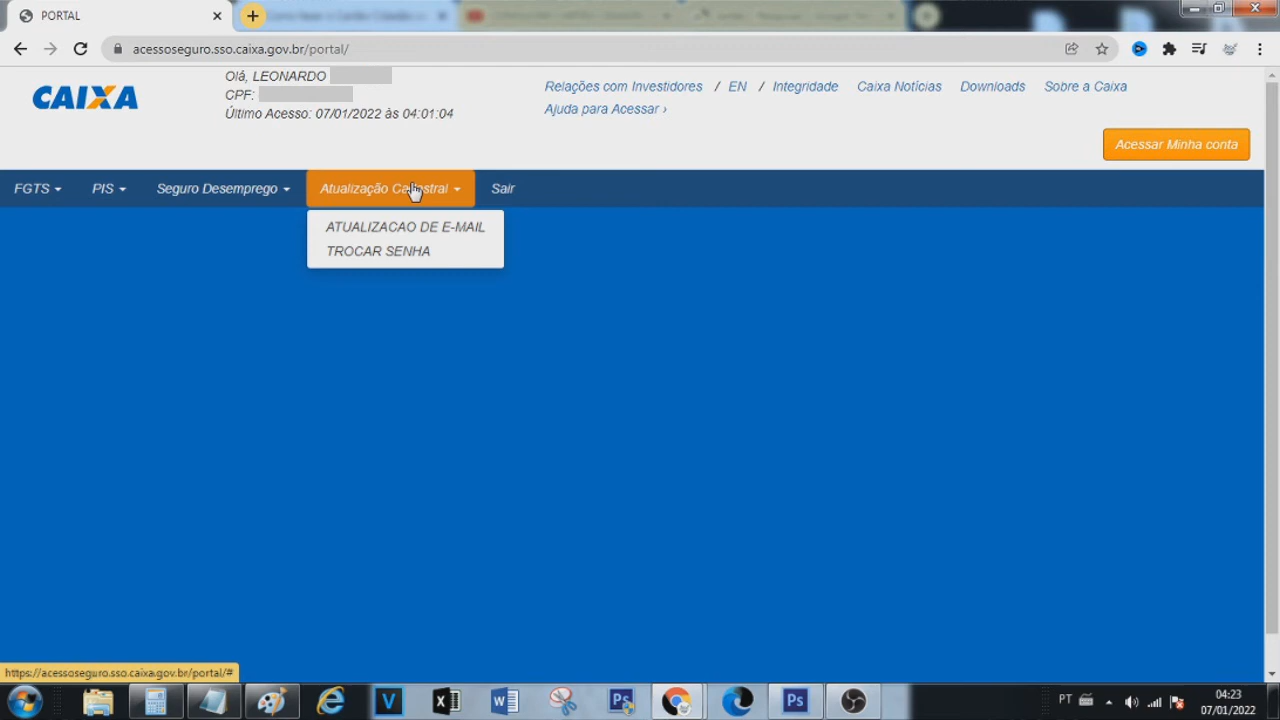 PORTAL
acessoseguro.sso.caixa.gov.br/portal/
CAIXA
Olá, LEONARDO
CPF:
Último Acesso: 07/01/2022 às 04:01:04
Relações com Investidores / EN / Integridade Caixa Notícias Downloads Sobre a Caixa
Ajuda para Acessar ›
Acessar Minha conta
FGTS PIS Seguro Desemprego Atualização Cadastral Sair
ATUALIZACAO DE E-MAIL
TROCAR SENHA
https://acessoseguro.sso.caixa.gov.br/portal/#
PT
04:23
07/01/2022